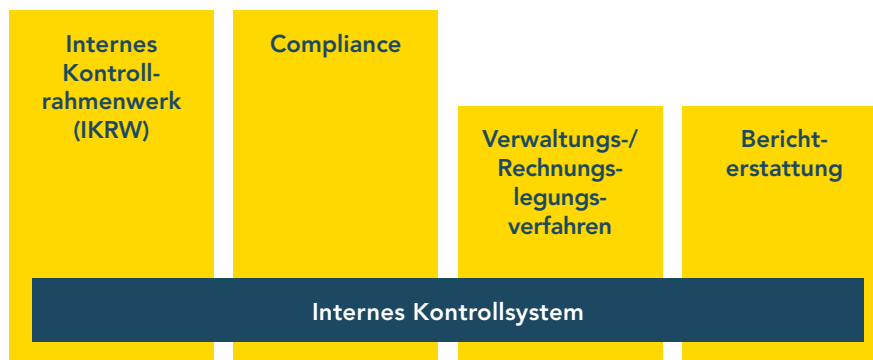 Internes
Kontroll-
rahmenwerk
(IKRW)
Compliance
Verwaltungs-/
Rechnungs-
legungs-
verfahren
Bericht-
erstattung
Internes Kontrollsystem